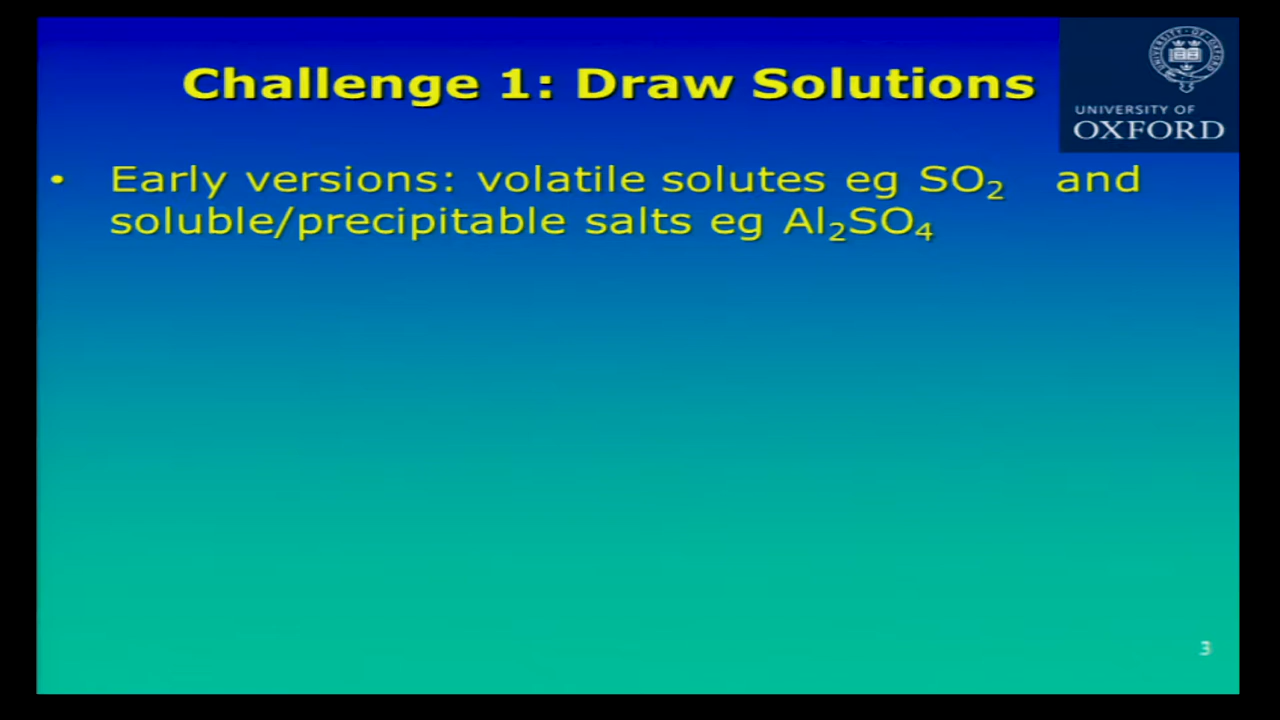 Challenge 1: Draw Solutions
UNIVERSITY OF
OXFORD
• Early versions: volatile solutes eg SO₂ and
soluble/precipitable salts eg Al₂SO₄
3